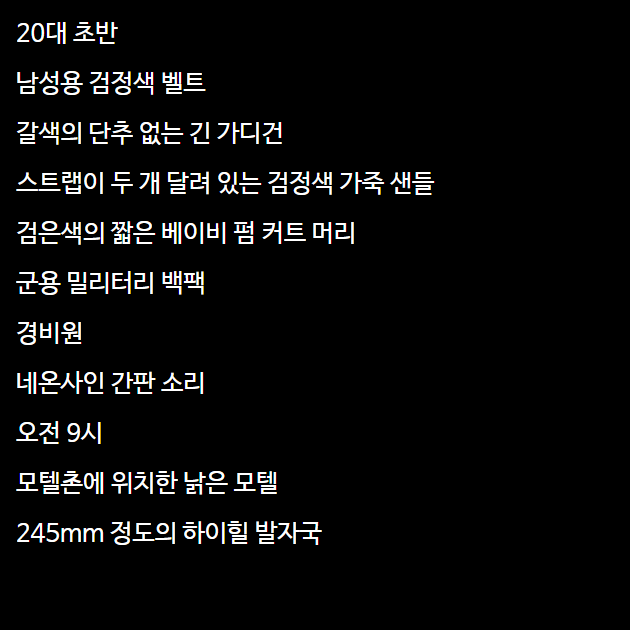 20대 초반
남성용 검정색 벨트
갈색의 단추 없는 긴 가디건
스트랩이 두 개 달려 있는 검정색 가죽 샌들
검은색의 짧은 베이비 펌 커트 머리
군용 밀리터리 백팩
경비원
네온사인 간판 소리
오전 9시
모텔촌에 위치한 낡은 모텔
245mm 정도의 하이힐 발자국